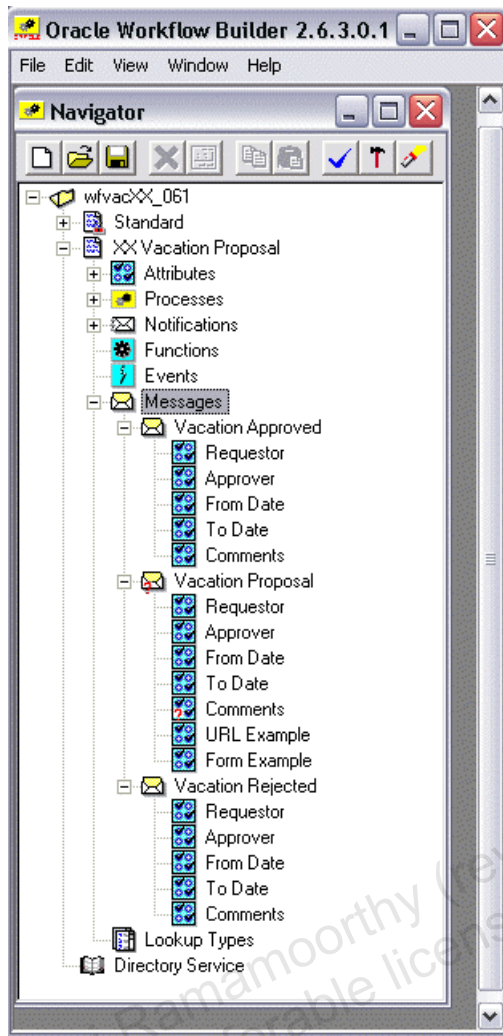 Oracle Workflow Builder 2.6.3.0.1
File Edit View Window Help
Navigator
wfvacXX_061
Standard
XX Vacation Proposal
Attributes
Processes
Notifications
Functions
Events
Messages
Vacation Approved
Requestor
Approver
From Date
To Date
Comments
Vacation Proposal
Requestor
Approver
From Date
To Date
Comments
URL Example
Form Example
Vacation Rejected
Requestor
Approver
From Date
To Date
Comments
Lookup Types
Directory Service
Ramamoorthy